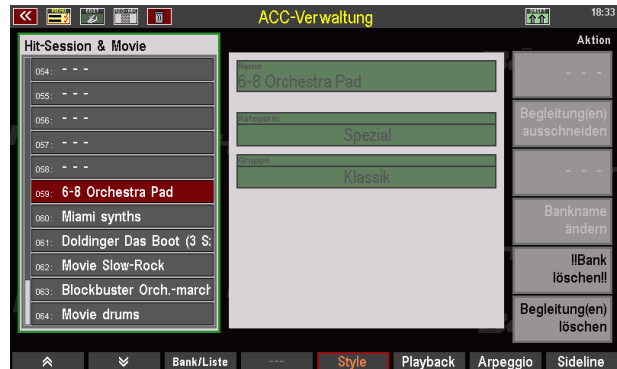 ACC-Verwaltung
18:33
Hit-Session & Movie
054: - - -
055: - - -
056: - - -
057: - - -
058: - - -
059: 6-8 Orchestra Pad
060: Miami synths
061: Doldinger Das Boot (3 S:
062: Movie Slow-Rock
063: Blockbuster Orch.-march
064: Movie drums
Name
6-8 Orchestra Pad
Kategorie
Spezial
Gruppe
Klassik
Aktion
- - -
Begleitung(en)
ausschneiden
- - -
Bankname
ändern
!!Bank
löschen!!
Begleitung(en)
löschen
Bank/Liste
---
Style
Playback
Arpeggio
Sideline